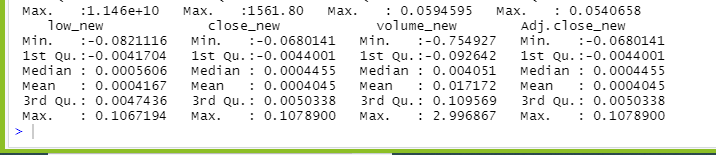 Max.   :1.146e+10   Max.   :1561.80   Max.   : 0.0594595   Max.   : 0.0540658
    low_new             close_new            volume_new         Adj.close_new
Min.   :-0.0821116   Min.   :-0.0680141   Min.   :-0.754927   Min.   :-0.0680141
1st Qu.:-0.0041704   1st Qu.:-0.0044001   1st Qu.:-0.092642   1st Qu.:-0.0044001
Median : 0.0005606   Median : 0.0004455   Median : 0.004051   Median : 0.0004455
Mean   : 0.0004167   Mean   : 0.0004045   Mean   : 0.017172   Mean   : 0.0004045
3rd Qu.: 0.0047436   3rd Qu.: 0.0050338   3rd Qu.: 0.109569   3rd Qu.: 0.0050338
Max.   : 0.1067194   Max.   : 0.1078900   Max.   : 2.996867   Max.   : 0.1078900
>